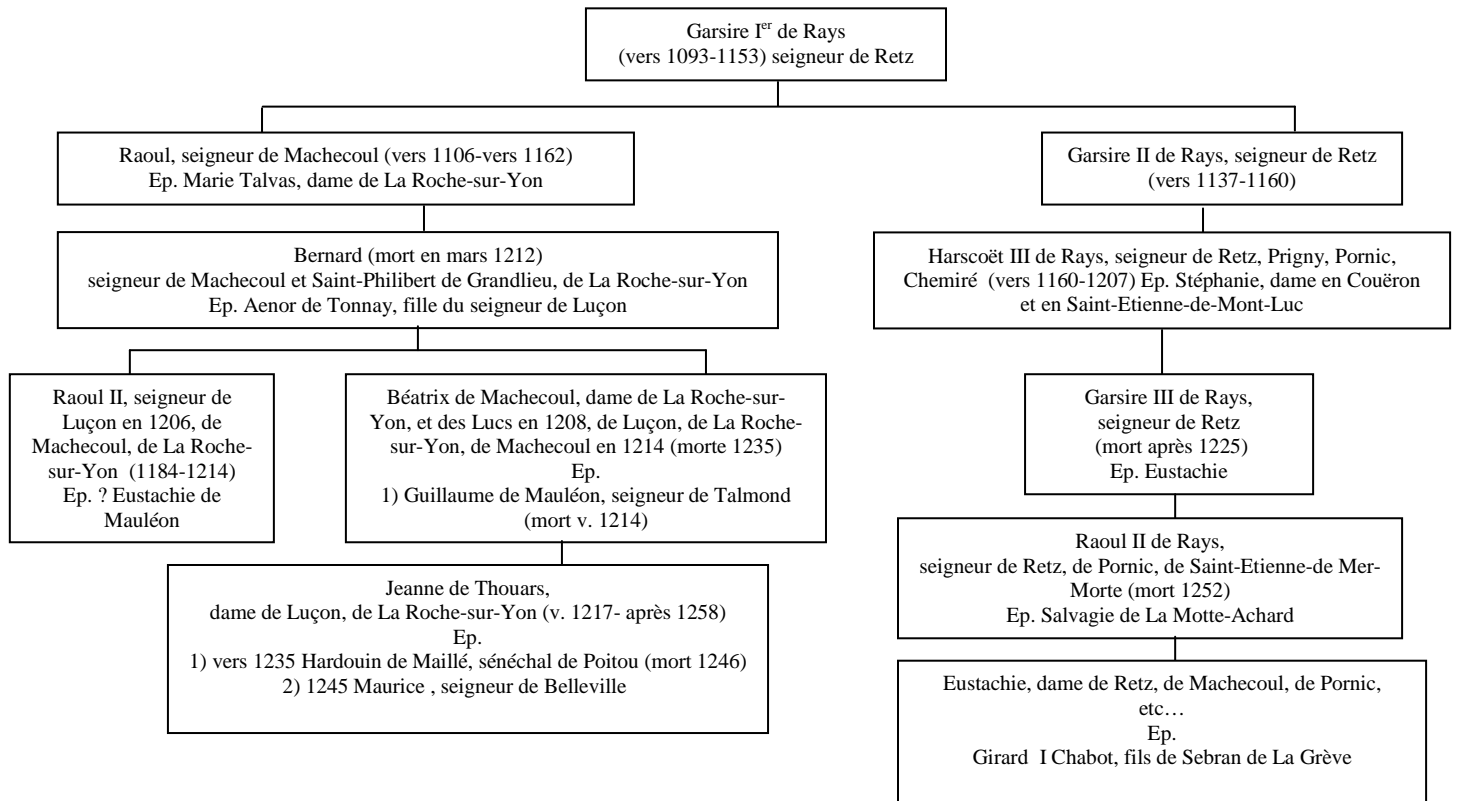 Garsire Ier de Rays
(vers 1093-1153) seigneur de Retz
Raoul, seigneur de Machecoul (vers 1106-vers 1162)
Ep. Marie Talvas, dame de La Roche-sur-Yon
Garsire II de Rays, seigneur de Retz
(vers 1137-1160)
Bernard (mort en mars 1212)
seigneur de Machecoul et Saint-Philibert de Grandlieu, de La Roche-sur-Yon
Ep. Aenor de Tonnay, fille du seigneur de Luçon
Harscoët III de Rays, seigneur de Retz, Prigny, Pornic,
Chemiré (vers 1160-1207) Ep. Stéphanie, dame en Couëron
et en Saint-Etienne-de-Mont-Luc
Raoul II, seigneur de
Luçon en 1206, de
Machecoul, de La Roche-
sur-Yon (1184-1214)
Ep. ? Eustachie de
Mauléon
Béatrix de Machecoul, dame de La Roche-sur-
Yon, et des Lucs en 1208, de Luçon, de La Roche-
sur-Yon, de Machecoul en 1214 (morte 1235)
Ep.
1) Guillaume de Mauléon, seigneur de Talmond
(mort v. 1214)
Garsire III de Rays,
seigneur de Retz
(mort après 1225)
Ep. Eustachie
Jeanne de Thouars,
dame de Luçon, de La Roche-sur-Yon (v. 1217- après 1258)
Ep.
1) vers 1235 Hardouin de Maillé, sénéchal de Poitou (mort 1246)
2) 1245 Maurice , seigneur de Belleville
Raoul II de Rays,
seigneur de Retz, de Pornic, de Saint-Etienne-de Mer-
Morte (mort 1252)
Ep. Salvagie de La Motte-Achard
Eustachie, dame de Retz, de Machecoul, de Pornic,
etc…
Ep.
Girard I Chabot, fils de Sebran de La Grève